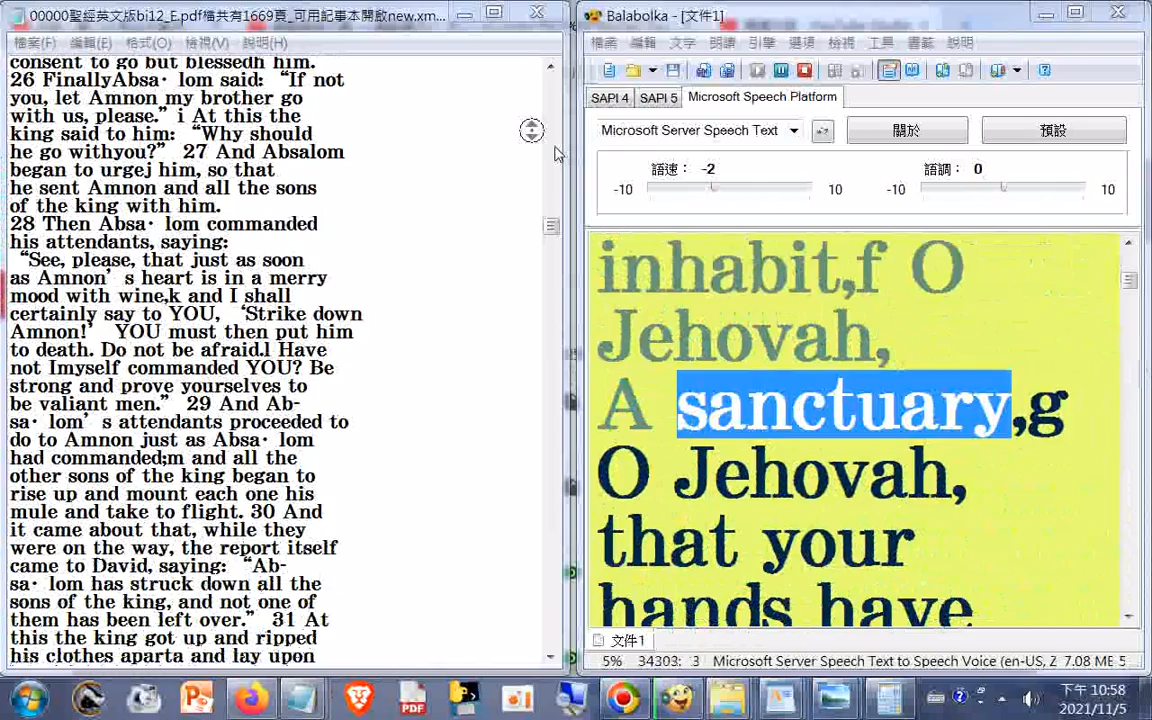 00000聖經英文版bi12_E.pdf檔共有1669頁_可用記事本開啟new.xm...
檔案(F) 編輯(E) 格式(O) 檢視(V) 說明(H)
consent to go but blessedh him.
26 FinallyAbsa· lom said: “If not
you, let Amnon my brother go
with us, please.” i At this the
king said to him: “Why should
he go withyou?” 27 And Absalom
began to urgej him, so that
he sent Amnon and all the sons
of the king with him.
28 Then Absa· lom commanded
his attendants, saying:
“See, please, that just as soon
as Amnon’s heart is in a merry
mood with wine,k and I shall
certainly say to YOU, ‘Strike down
Amnon!’ YOU must then put him
to death. Do not be afraid.l Have
not Imyself commanded YOU? Be
strong and prove yourselves to
be valiant men.” 29 And Ab-
sa· lom’s attendants proceeded to
do to Amnon just as Absa· lom
had commanded;m and all the
other sons of the king began to
rise up and mount each one his
mule and take to flight. 30 And
it came about that, while they
were on the way, the report itself
came to David, saying: “Ab-
sa· lom has struck down all the
sons of the king, and not one of
them has been left over.” 31 At
this the king got up and ripped
his clothes aparta and lay upon
Balabolka - [文件1]
檔案 編輯 文字 朗讀 引擎 選項 檢視 工具 書籤 說明
SAPI 4 SAPI 5 Microsoft Speech Platform
Microsoft Server Speech Text 關於 預設
語速： -2 語調： 0
-10 10 -10 10
inhabit,f O
Jehovah,
A sanctuary,g
O Jehovah,
that your
hands have
文件1
5% 34303: 3 Microsoft Server Speech Text to Speech Voice (en-US, Z 7.08 ME 5
下午 10:58
2021/11/5